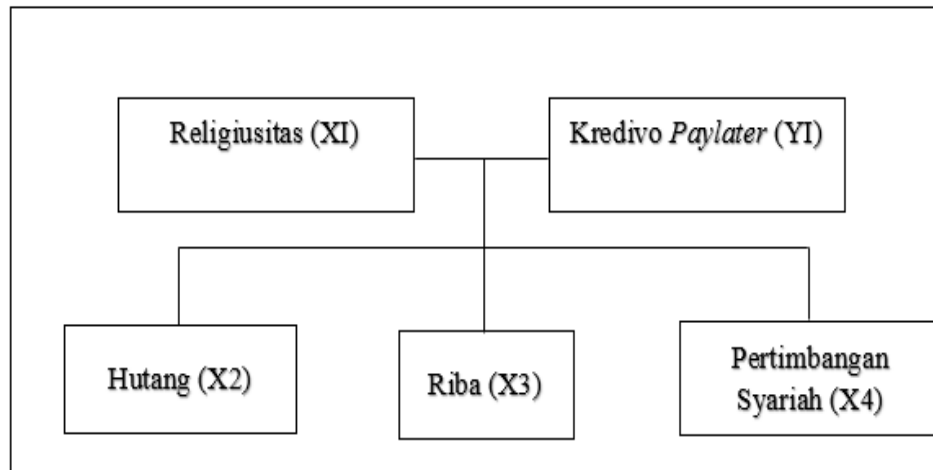 Religiusitas (XI)
Kredivo Paylater (YI)
Hutang (X2)
Riba (X3)
Pertimbangan
Syariah (X4)